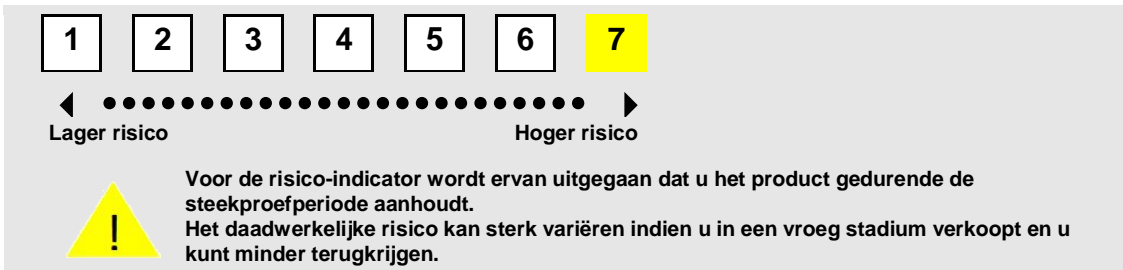 1 2 3 4 5 6 7
Lager risico Hoger risico
Voor de risico-indicator wordt ervan uitgegaan dat u het product gedurende de
steekproefperiode aanhoudt.
Het daadwerkelijke risico kan sterk variëren indien u in een vroeg stadium verkoopt en u
! kunt minder terugkrijgen.